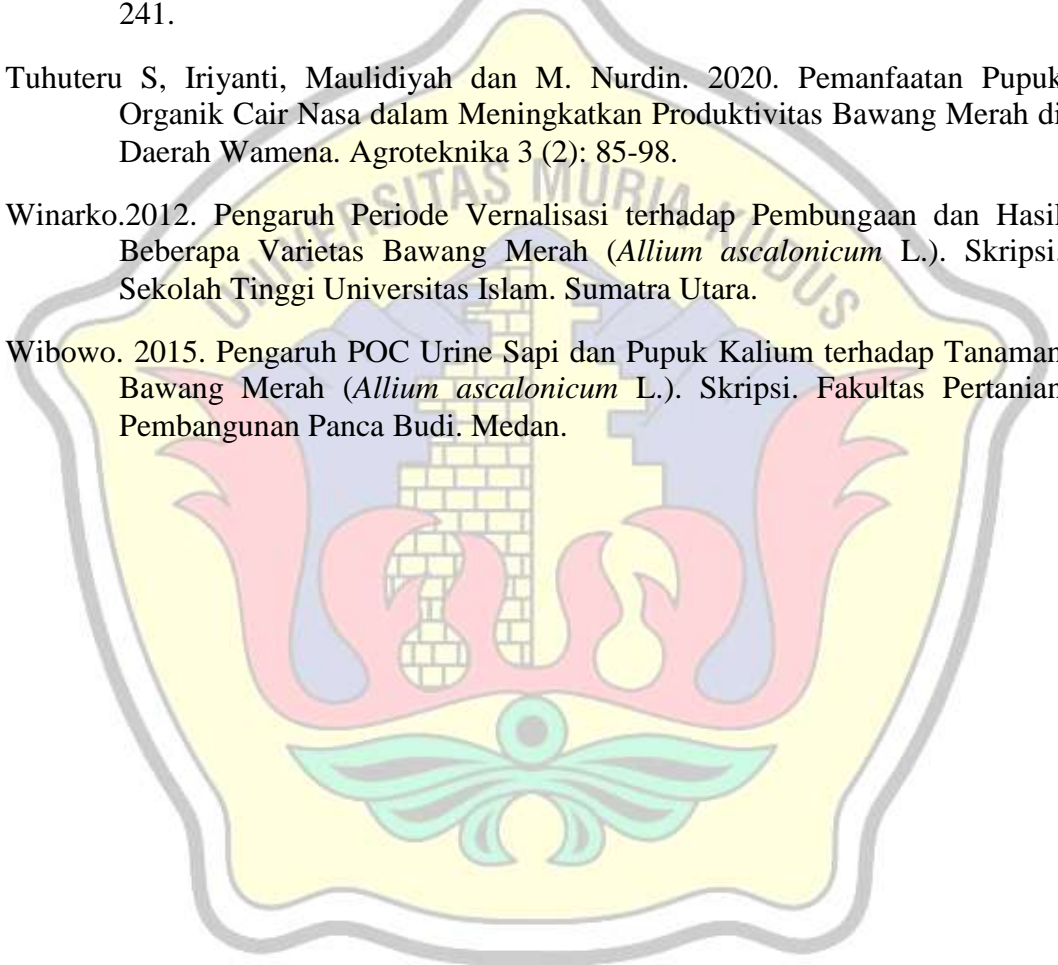 241.
Tuhuteru S, Iriyanti, Maulidiyah dan M. Nurdin. 2020. Pemanfaatan Pupuk
Organik Cair Nasa dalam Meningkatkan Produktivitas Bawang Merah di
Daerah Wamena. Agroteknika 3 (2): 85-98.
Winarko.2012. Pengaruh Periode Vernalisasi terhadap Pembungaan dan Hasil
Beberapa Varietas Bawang Merah (Allium ascalonicum L.). Skripsi.
Sekolah Tinggi Universitas Islam. Sumatra Utara.
Wibowo. 2015. Pengaruh POC Urine Sapi dan Pupuk Kalium terhadap Tanaman
Bawang Merah (Allium ascalonicum L.). Skripsi. Fakultas Pertanian
Pembangunan Panca Budi. Medan.
UNIVERSITAS MURIA KUDUS